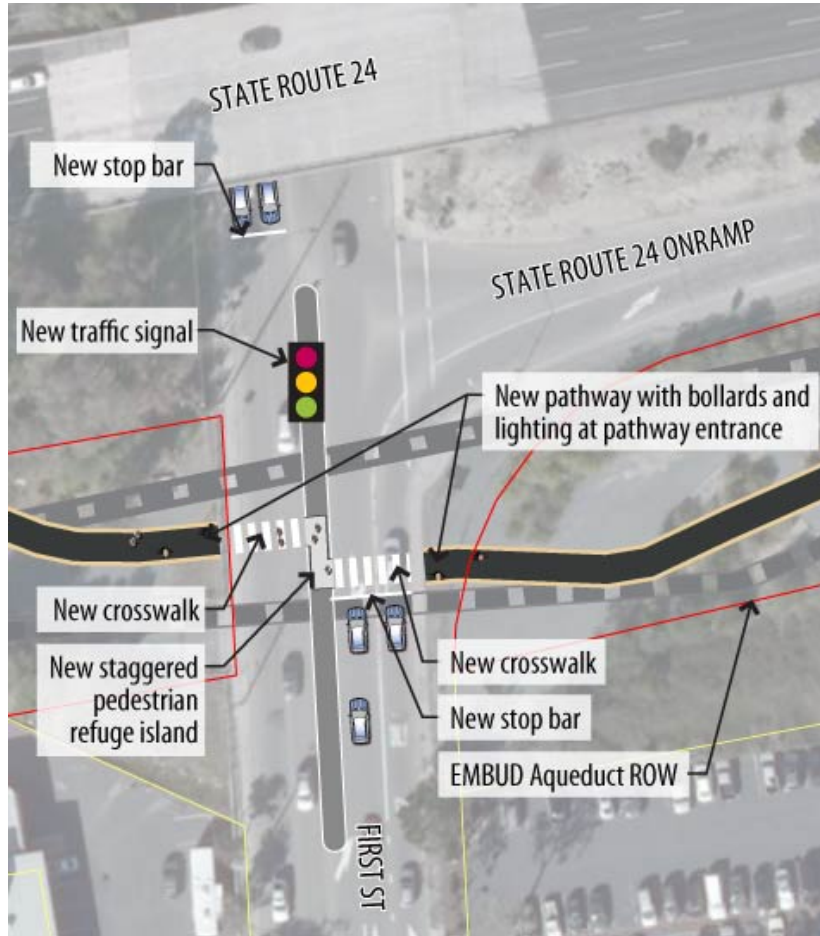 STATE ROUTE 24
New stop bar
STATE ROUTE 24 ONRAMP
New traffic signal
New pathway with bollards and
lighting at pathway entrance
New crosswalk
New staggered
pedestrian
refuge island
New crosswalk
New stop bar
EMBUD Aqueduct ROW
FIRST ST